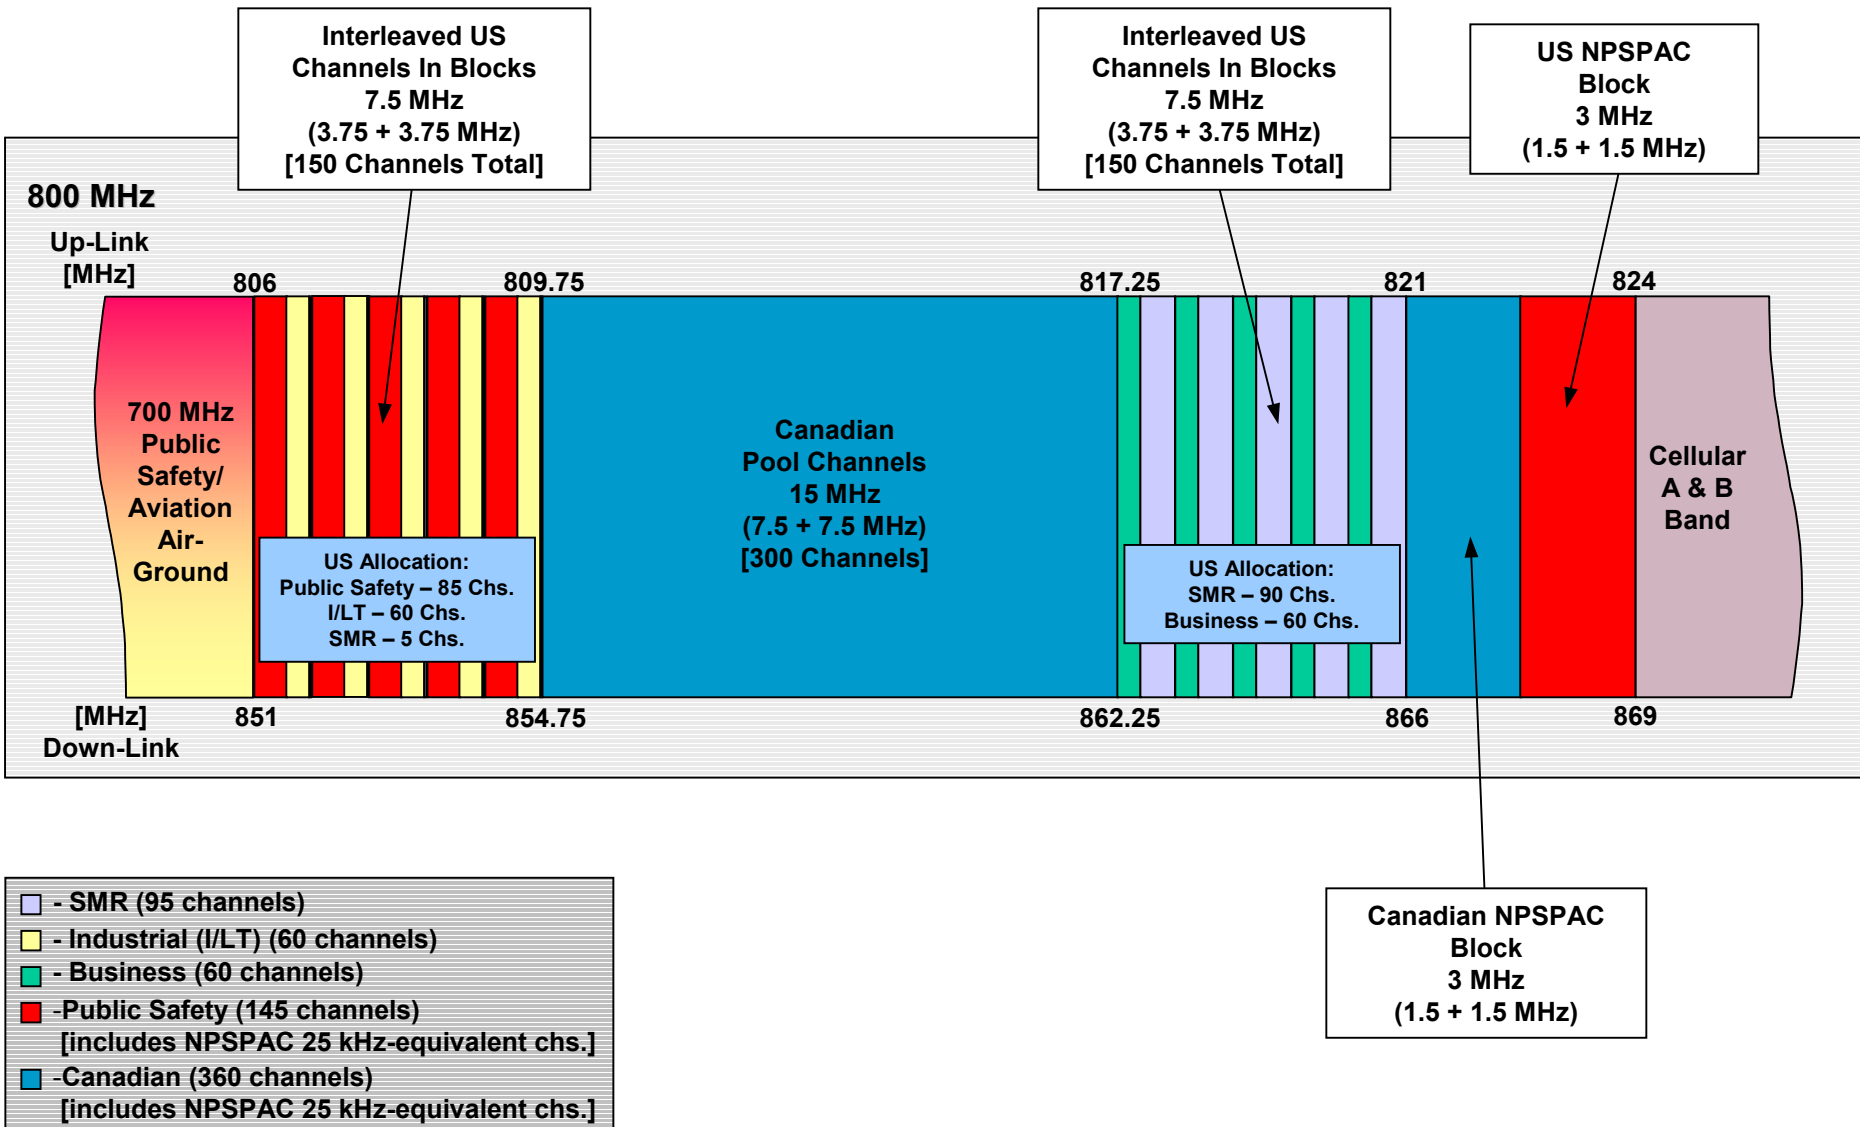 Interleaved US
Channels In Blocks
7.5 MHz
(3.75 + 3.75 MHz)
[150 Channels Total]
Interleaved US
Channels In Blocks
7.5 MHz
(3.75 + 3.75 MHz)
[150 Channels Total]
US NPSPAC
Block
3 MHz
(1.5 + 1.5 MHz)
800 MHz
Up-Link
[MHz]
806
809.75
817.25
821
824
700 MHz
Public
Safety/
Aviation
Air-
Ground
US Allocation:
Public Safety – 85 Chs.
I/LT – 60 Chs.
SMR – 5 Chs.
Canadian
Pool Channels
15 MHz
(7.5 + 7.5 MHz)
[300 Channels]
US Allocation:
SMR – 90 Chs.
Business – 60 Chs.
Cellular
A & B
Band
[MHz]
Down-Link
851
854.75
862.25
866
869
Canadian NPSPAC
Block
3 MHz
(1.5 + 1.5 MHz)
- SMR (95 channels)
- Industrial (I/LT) (60 channels)
- Business (60 channels)
-Public Safety (145 channels)
[includes NPSPAC 25 kHz-equivalent chs.]
-Canadian (360 channels)
[includes NPSPAC 25 kHz-equivalent chs.]